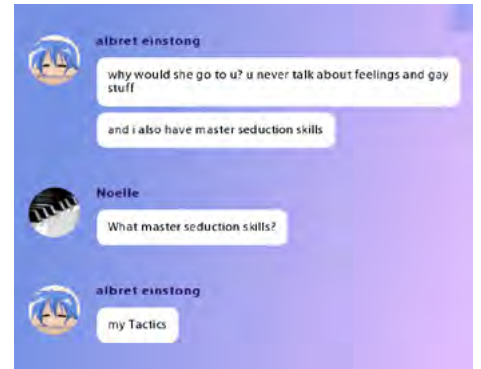 albret einstong
why would she go to u? u never talk about feelings and gay
stuff
and i also have master seduction skills
Noelle
What master seduction skills?
albret einstong
my Tactics